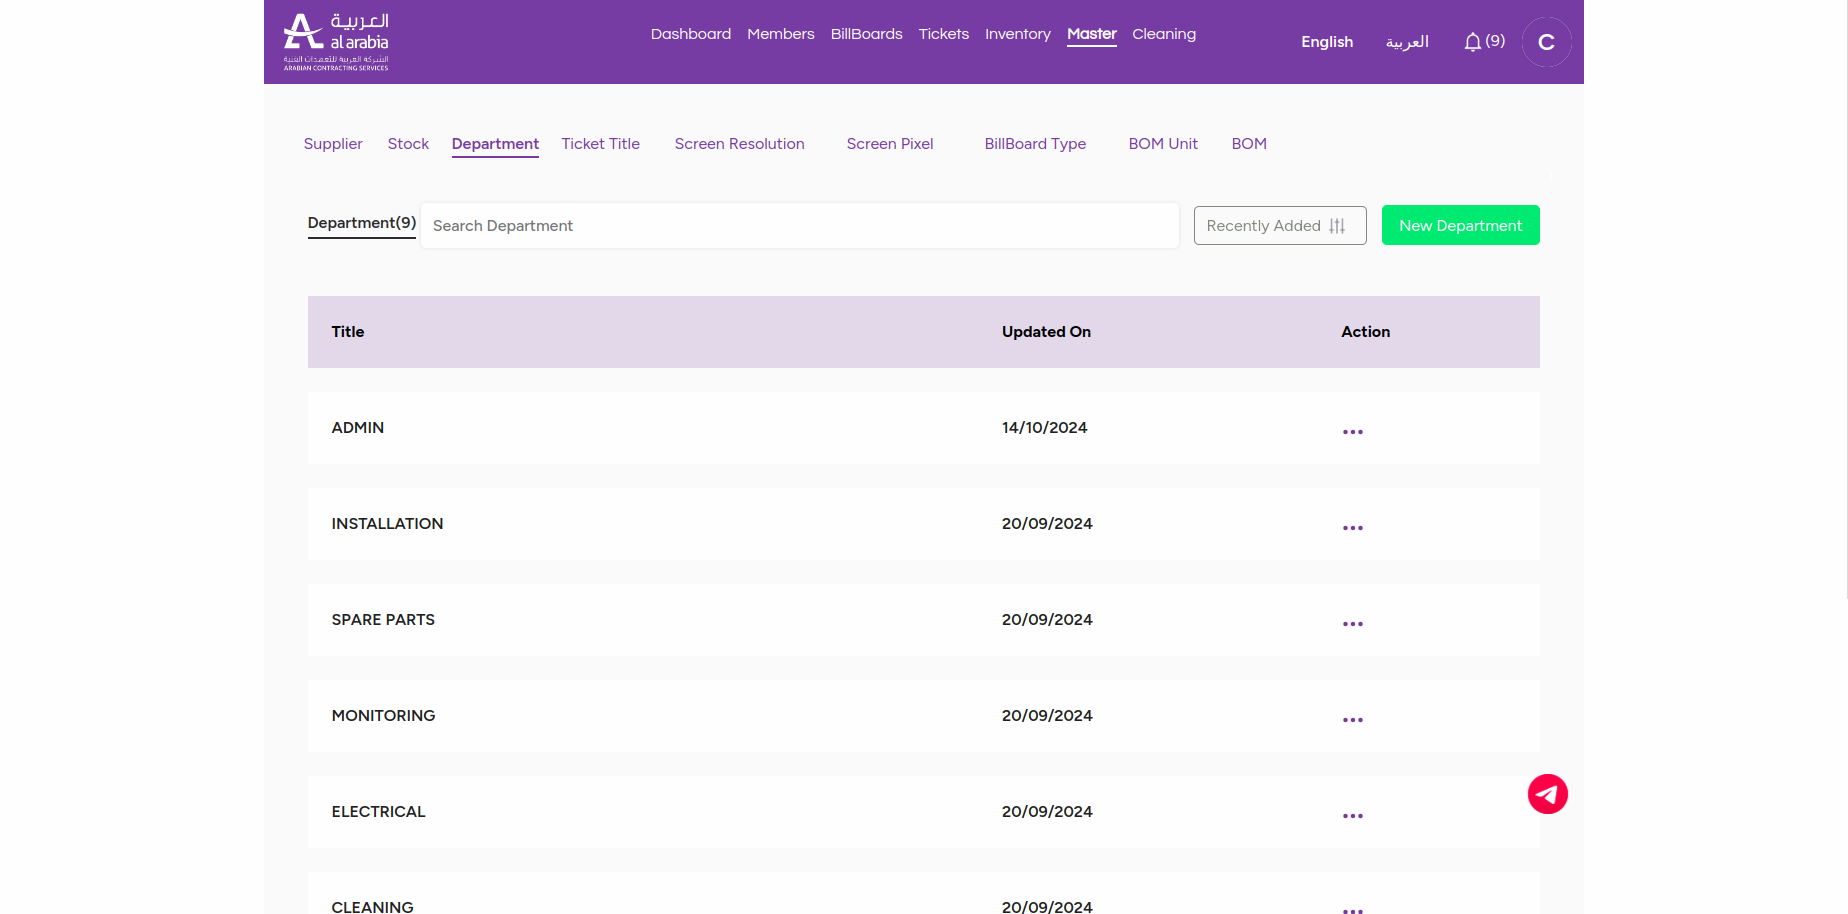 العربية
al arabia
الشركة العربية للتعهدات الفنية
ARABIAN CONTRACTING SERVICES
Dashboard Members BillBoards Tickets Inventory Master Cleaning
English العربية (9) C
Supplier Stock Department Ticket Title Screen Resolution Screen Pixel BillBoard Type BOM Unit BOM
Department(9) Search Department Recently Added New Department
Title Updated On Action
ADMIN 14/10/2024
INSTALLATION 20/09/2024
SPARE PARTS 20/09/2024
MONITORING 20/09/2024
ELECTRICAL 20/09/2024
CLEANING 20/09/2024